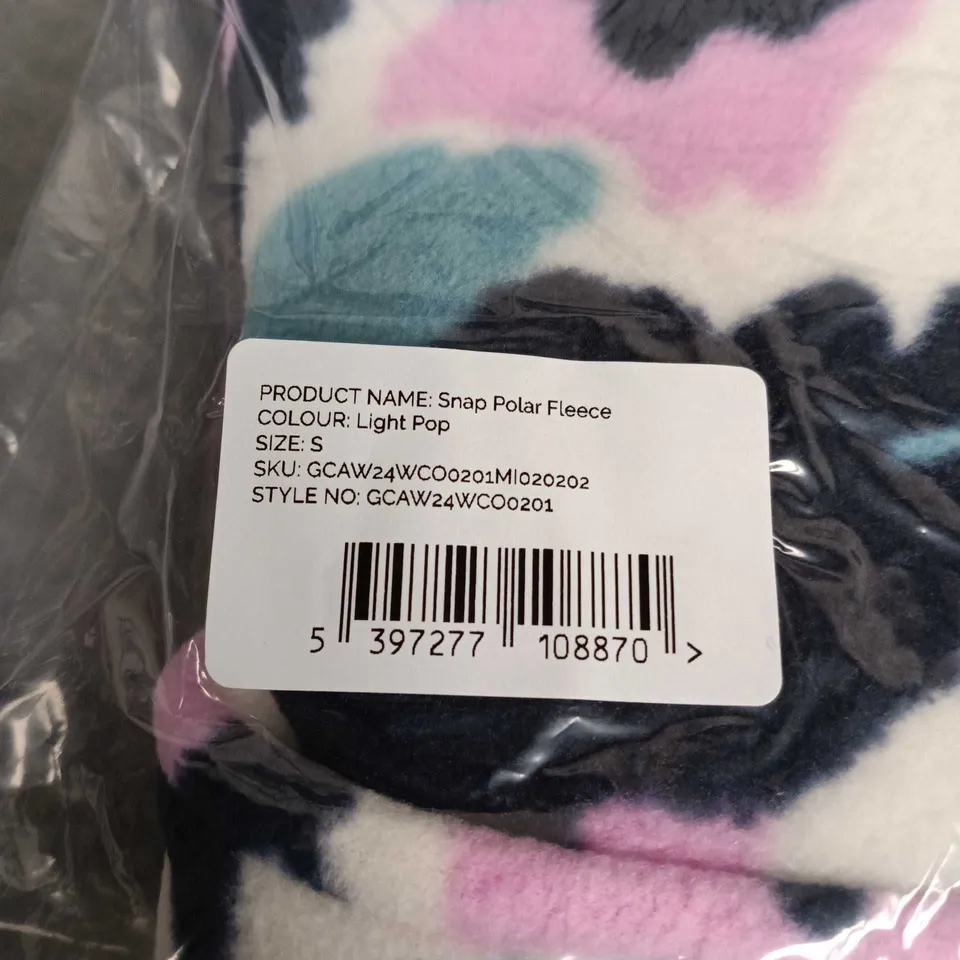 PRODUCT NAME: Snap Polar Fleece
COLOUR: Light Pop
SIZE: S
SKU: GCAW24WCO0201MI020202
STYLE NO: GCAW24WCO0201
5 397277 108870 >